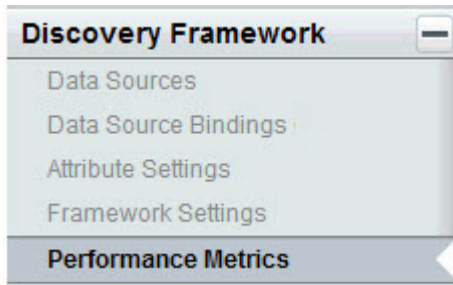 Discovery Framework
Data Sources
Data Source Bindings
Attribute Settings
Framework Settings
Performance Metrics